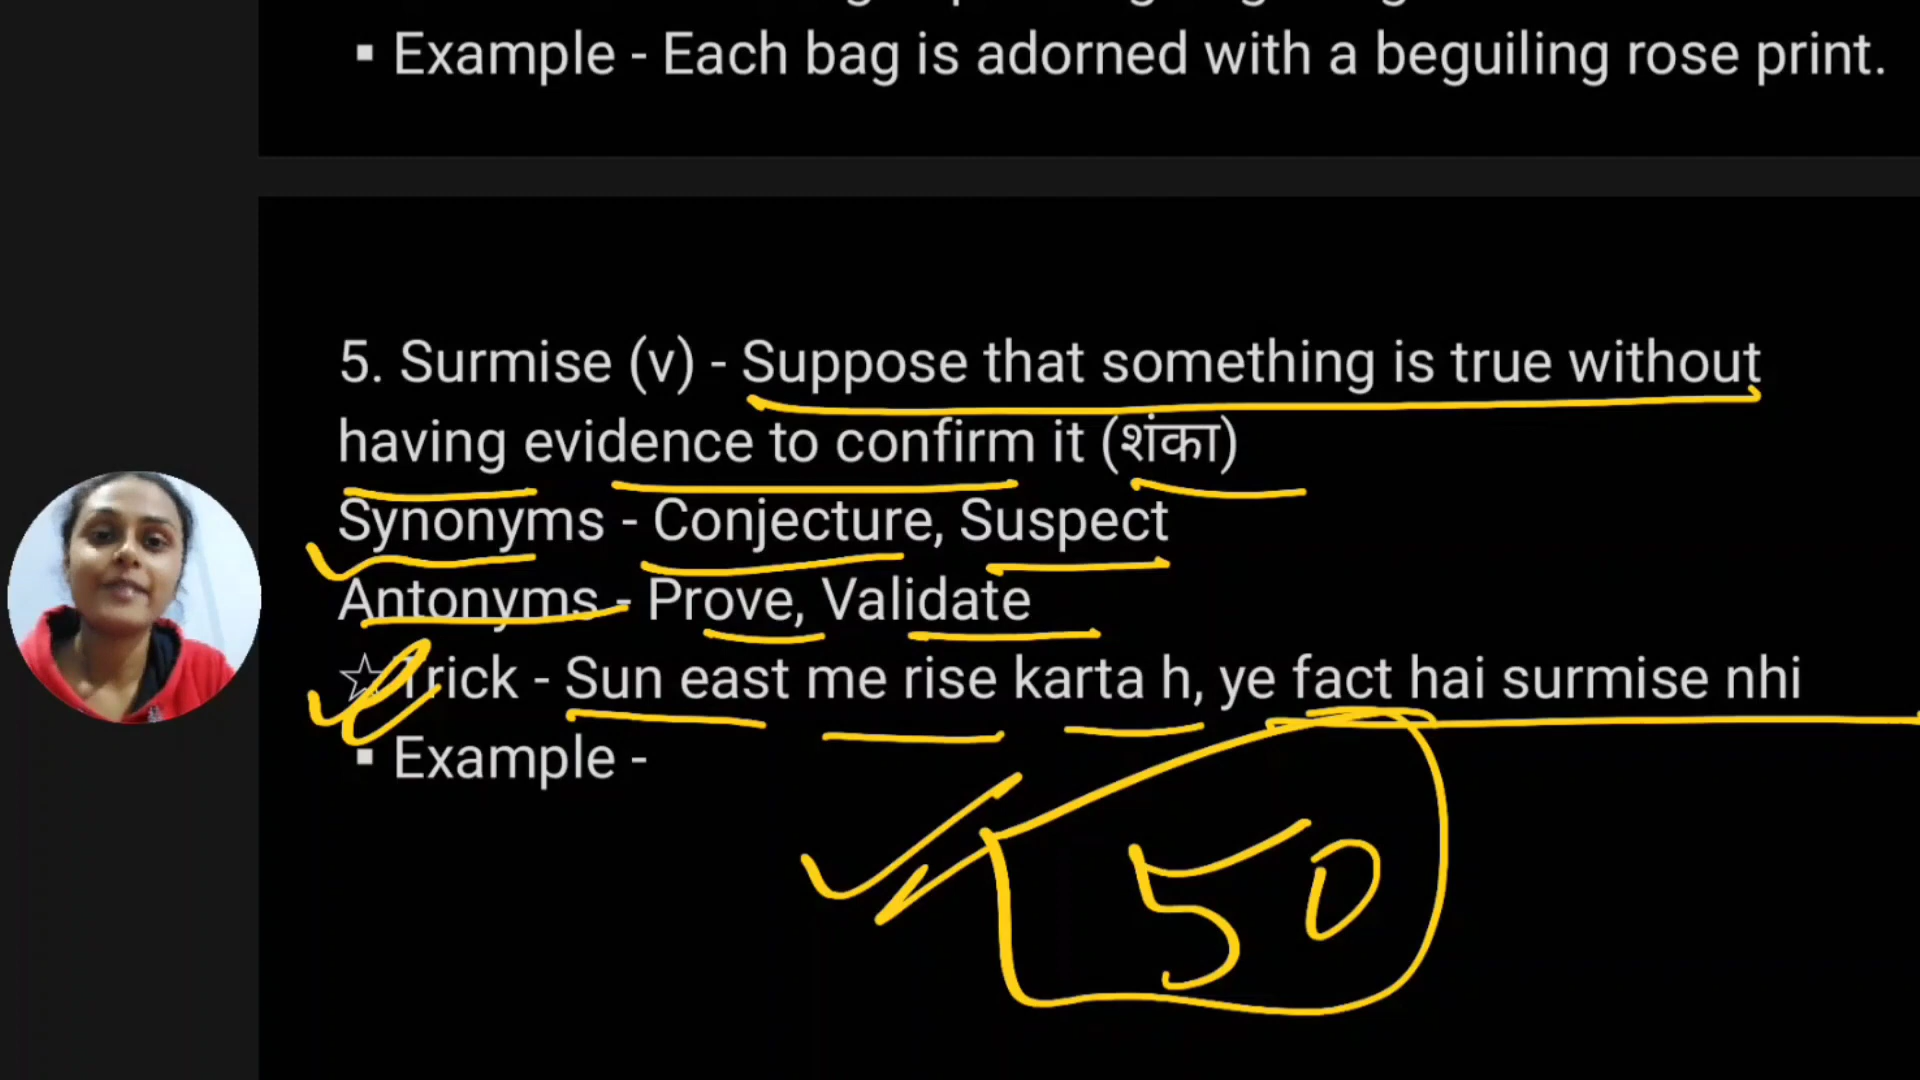 ▪ Example - Each bag is adorned with a beguiling rose print.
5. Surmise (v) - Suppose that something is true without
having evidence to confirm it (शंका)
Synonyms - Conjecture, Suspect
Antonyms - Prove, Validate
☆Trick - Sun east me rise karta h, ye fact hai surmise nhi
▪ Example -
50